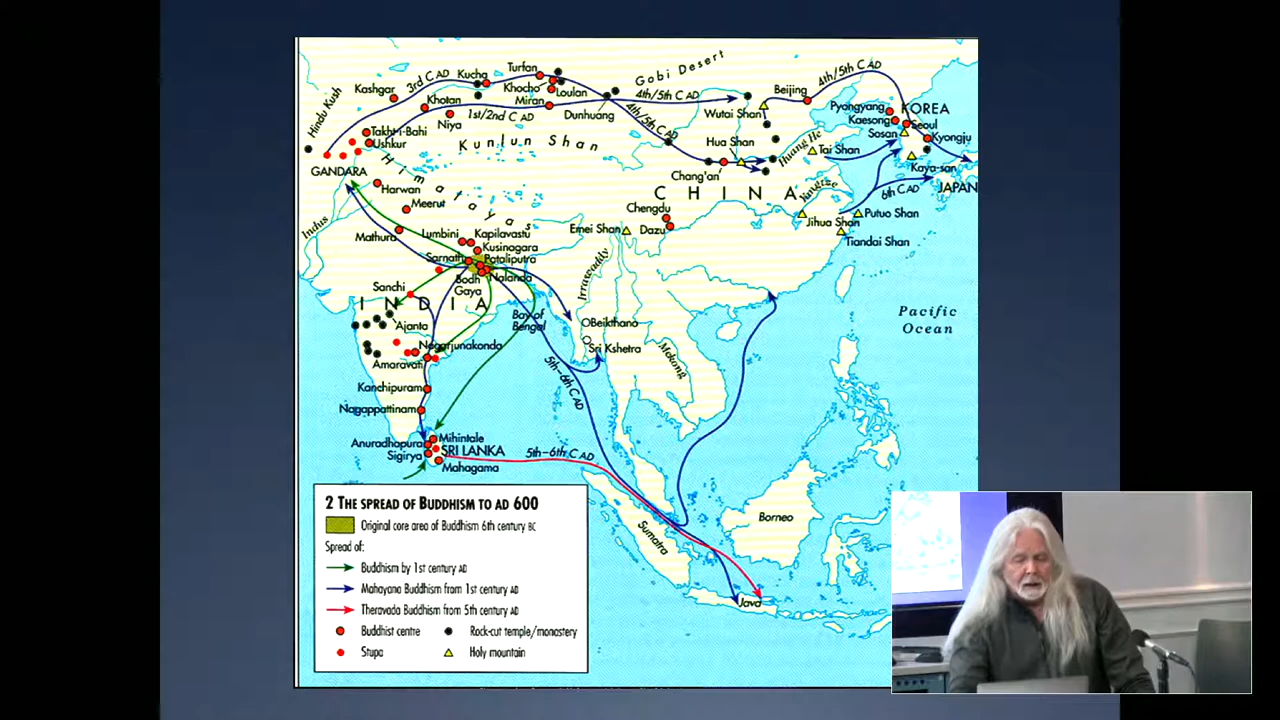 Gobi Desert
Turfan
Kucha
3rd C AD
4th/5th C AD
Kashgar
Khocho
Loulan
Beijing
Khotan
Miran
4th/5th C AD
Hindu Kush
Niya
1st/2nd C AD
Dunhuang
4th/5th C AD
Wutai Shan
Pyongyang
KOREA
Kaesong
Seoul
Takht-i-Bahi
Ushkur
Kunlun Shan
Hua Shan
Huang He
Tai Shan
Sosan
Kyongju
GANDARA
Himalayas
Chang'an
Kaya-san
Harwan
CHINA
Yangtze
6th C AD
JAPAN
Meerut
Chengdu
Indus
Mathura
Lumbini
Kapilavastu
Emei Shan
Dazu
Jihua Shan
Putuo Shan
Kusinagara
Tiandai Shan
Sarnath
Pataliputra
Bodh
Gaya
Nalanda
Irrawaddy
Sanchi
INDIA
Bay of
Bengal
Beikthano
Pacific
Ocean
Ajanta
Nagarjunakonda
Sri Kshetra
Mekong
Amaravati
5th–6th C AD
Kanchipuram
Nagappattinam
Anuradhapura
Mihintale
SRI LANKA
Sigirya
Mahagama
5th–6th C AD
2 THE SPREAD OF BUDDHISM TO AD 600
Original core area of Buddhism 6th century BC
Spread of:
Buddhism by 1st century AD
Mahayana Buddhism from 1st century AD
Theravada Buddhism from 5th century AD
Buddhist centre
Rock-cut temple/monastery
Stupa
Holy mountain
Sumatra
Borneo
Java